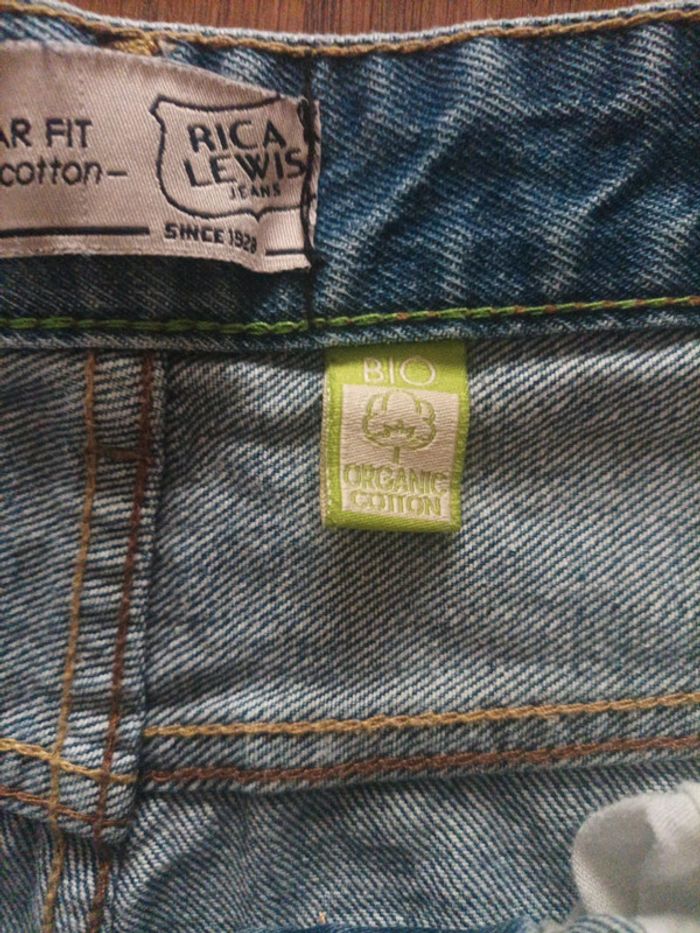 AR FIT
cotton-
RICA
LEWIS
JEANS
SINCE 1928
BIO
ORGANIC
COTTON